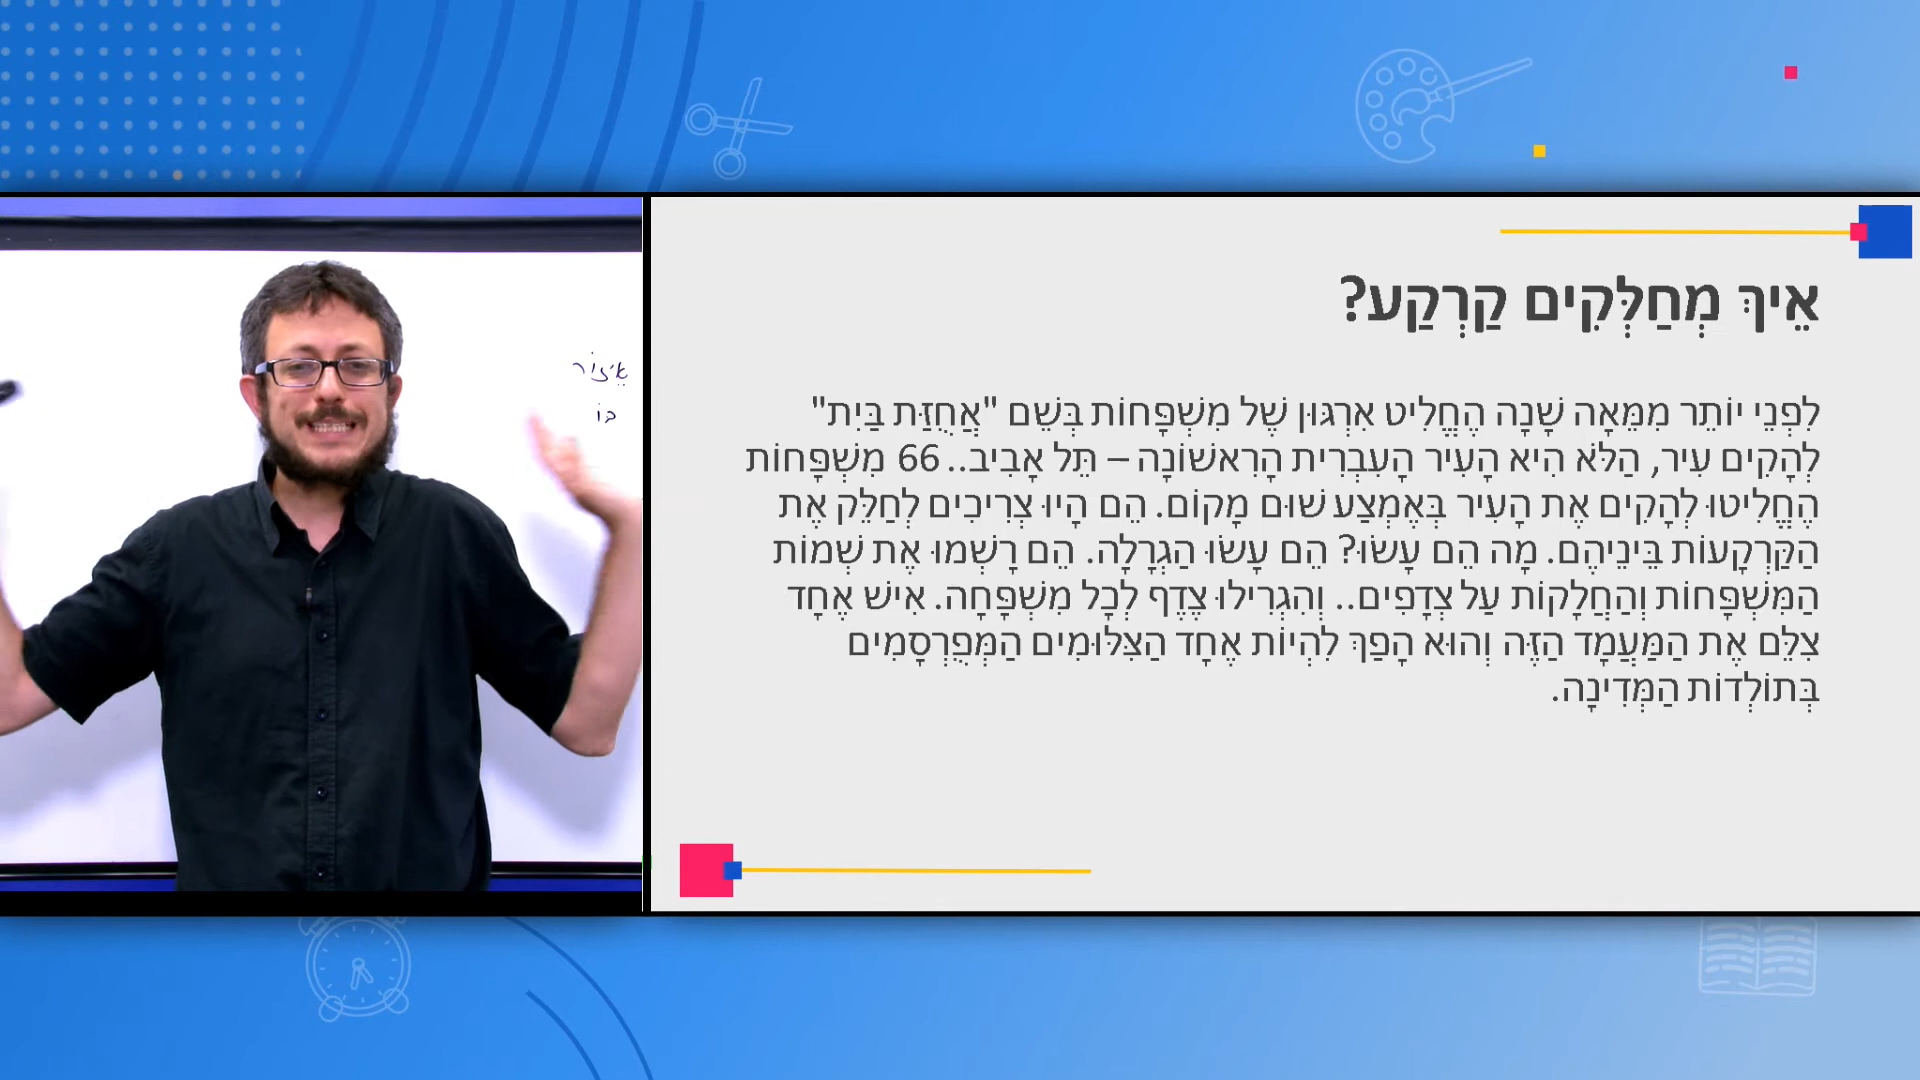 אֵיךְ מְחַלְּקִים קַרְקַע?
לִפְנֵי יוֹתֵר מִמֵּאָה שָׁנָה הֶחֱלִיט אִרְגּוּן שֶׁל מִשְׁפָּחוֹת בְּשֵׁם "אֲחֻזַּת בַּיִת"
לְהָקִים עִיר, הַלֹּא הִיא הָעִיר הָעִבְרִית הָרִאשׁוֹנָה – תֵּל אָבִיב.. 66 מִשְׁפָּחוֹת
הֶחֱלִיטוּ לְהָקִים אֶת הָעִיר בְּאֶמְצַע שׁוּם מָקוֹם. הֵם הָיוּ צְרִיכִים לְחַלֵּק אֶת
הַקַּרְקָעוֹת בֵּינֵיהֶם. מָה הֵם עָשׂוּ? הֵם עָשׂוּ הַגְרָלָה. הֵם רָשְׁמוּ אֶת שְׁמוֹת
הַמִּשְׁפָּחוֹת וְהַחֲלָקוֹת עַל צְדָפִים.. וְהִגְרִילוּ צֶדֶף לְכָל מִשְׁפָּחָה. אִישׁ אֶחָד
צִלֵּם אֶת הַמַּעֲמָד הַזֶּה וְהוּא הָפַךְ לִהְיוֹת אֶחָד הַצִּלּוּמִים הַמְּפֻרְסָמִים
בְּתוֹלְדוֹת הַמְּדִינָה.
אֵיזוֹר
בּוֹ